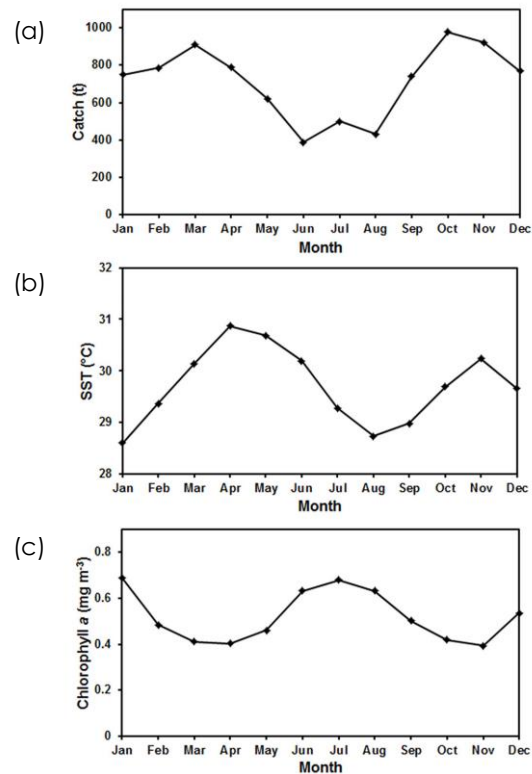 (a)
1000
800
600
400
200
0
Catch (t)
Jan Feb Mar Apr May Jun Jul Aug Sep Oct Nov Dec
Month
(b)
32
31
30
29
28
SST (°C)
Jan Feb Mar Apr May Jun Jul Aug Sep Oct Nov Dec
Month
(c)
0.8
0.6
0.4
0.2
0
Chlorophyll a (mg m-3)
Jan Feb Mar Apr May Jun Jul Aug Sep Oct Nov Dec
Month